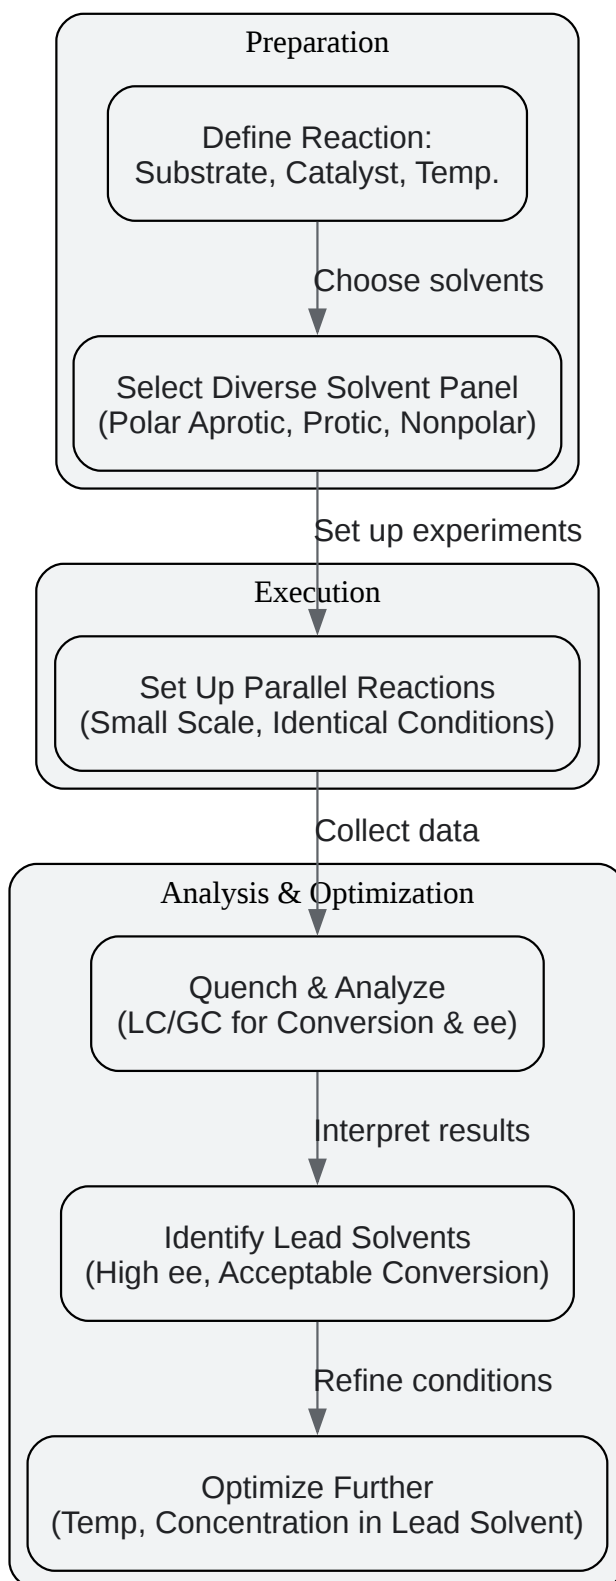 Preparation
Define Reaction:
Substrate, Catalyst, Temp.
Choose solvents
Select Diverse Solvent Panel
(Polar Aprotic, Protic, Nonpolar)
Set up experiments
Execution
Set Up Parallel Reactions
(Small Scale, Identical Conditions)
Collect data
Analysis & Optimization
Quench & Analyze
(LC/GC for Conversion & ee)
Interpret results
Identify Lead Solvents
(High ee, Acceptable Conversion)
Refine conditions
Optimize Further
(Temp, Concentration in Lead Solvent)